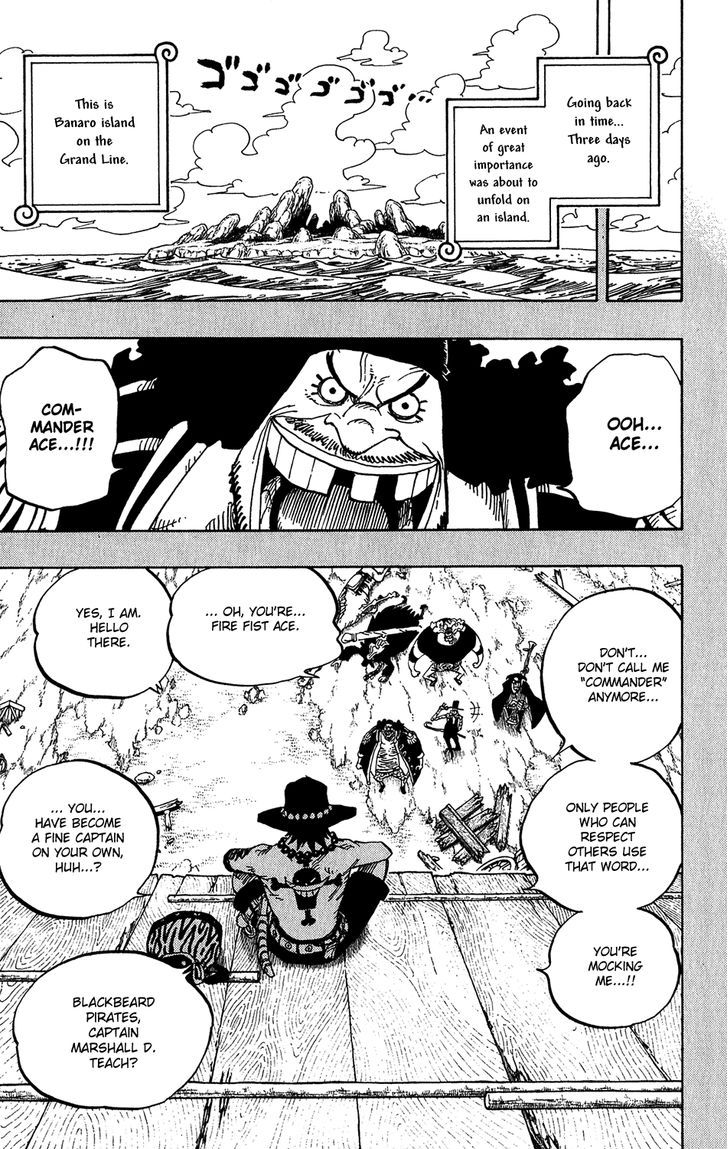 Going back
in time...
Three days
ago.
An event
of great
importance
was about to
unfold on
an island.
ゴゴゴゴゴゴ...
This is
Banaro island
on the
Grand Line.
OOH...
ACE...
COM-
MANDER
ACE...!!!
DON'T...
DON'T CALL ME
"COMMANDER"
ANYMORE...
ONLY PEOPLE
WHO CAN
RESPECT
OTHERS USE
THAT WORD...
YOU'RE
MOCKING
ME...!!
... OH, YOU'RE...
FIRE FIST ACE.
YES, I AM.
HELLO
THERE.
... YOU...
HAVE BECOME
A FINE CAPTAIN
ON YOUR OWN,
HUH...?
BLACKBEARD
PIRATES,
CAPTAIN
MARSHALL D.
TEACH?